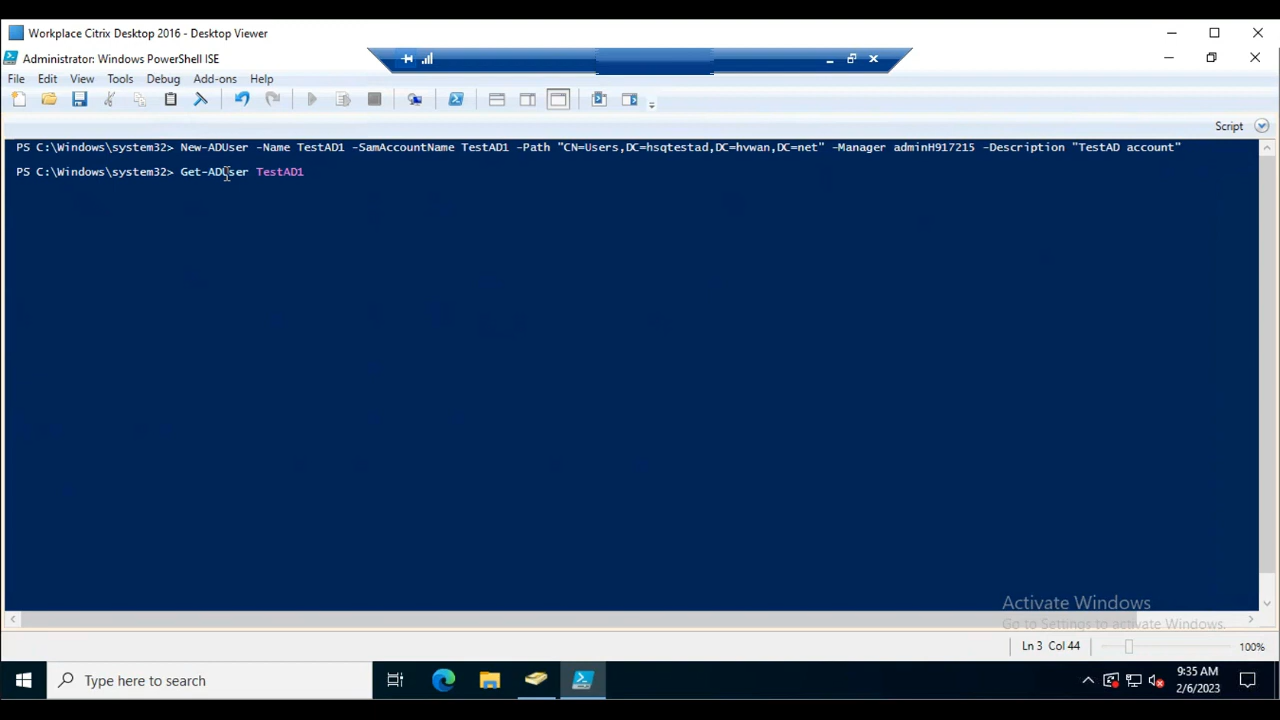 Workplace Citrix Desktop 2016 - Desktop Viewer
Administrator: Windows PowerShell ISE
File Edit View Tools Debug Add-ons Help
Script
PS C:\Windows\system32> New-ADUser -Name TestAD1 -SamAccountName TestAD1 -Path "CN=Users,DC=hsqtestad,DC=hvwan,DC=net" -Manager adminH917215 -Description "TestAD account"
PS C:\Windows\system32> Get-ADUser TestAD1
Activate Windows
Go to Settings to activate Windows.
Ln 3 Col 44
100%
Type here to search
9:35 AM
2/6/2023